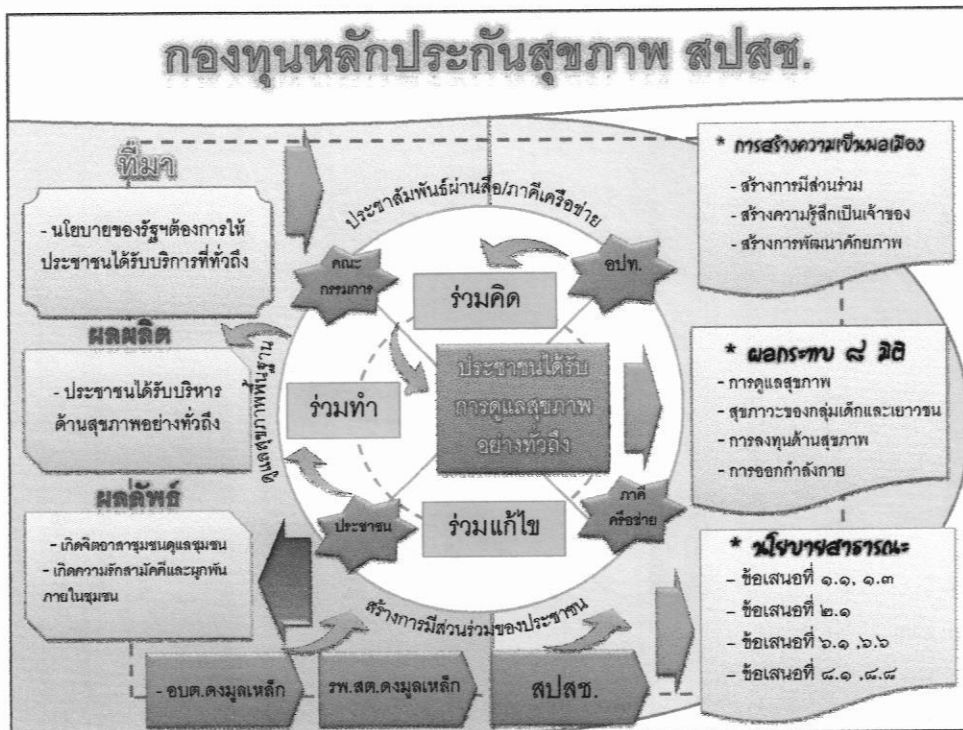 กองทุนหลักประกันสุขภาพ สปสช.
ที่มา
- นโยบายของรัฐฯต้องการให้
ประชาชนได้รับบริการที่ทั่วถึง
ผลผลิต
- ประชาชนได้รับบริหาร
ด้านสุขภาพอย่างทั่วถึง
ผลลัพธ์
- เกิดจิตอาสาชุมชนดูแลชุมชน
- เกิดความรักสามัคคีและผูกพัน
ภายในชุมชน
ประชาสัมพันธ์ผ่านสื่อ/ภาคีเครือข่าย
คณะ
กรรมการ
อปท.
ร่วมคิด
ร่วมทำ
ประชาชนได้รับ
การดูแลสุขภาพ
อย่างทั่วถึง
ร่วมแก้ไข
ประชาชน
ภาคี
ครือข่าย
ดูแลสุขภาพพื้นฐาน
สร้างการมีส่วนร่วมของประชาชน
- อบต.ดงมูลเหล็ก
รพ.สต.ดงมูลเหล็ก
สปสช.
* การสร้างความเป็นพลเมือง
- สร้างการมีส่วนร่วม
- สร้างความรู้สึกเป็นเจ้าของ
- สร้างการพัฒนาศักยภาพ
* ผลกระทบ ๘ มิติ
- การดูแลสุขภาพ
- สุขภาวะของกลุ่มเด็กและเยาวชน
- การลงทุนด้านสุขภาพ
- การออกกำลังกาย
* นโยบายสาธารณะ
- ข้อเสนอที่ ๑.๑, ๑.๓
- ข้อเสนอที่ ๒.๑
- ข้อเสนอที่ ๖.๑ ,๖.๖
- ข้อเสนอที่ ๘.๑ ,๘.๘